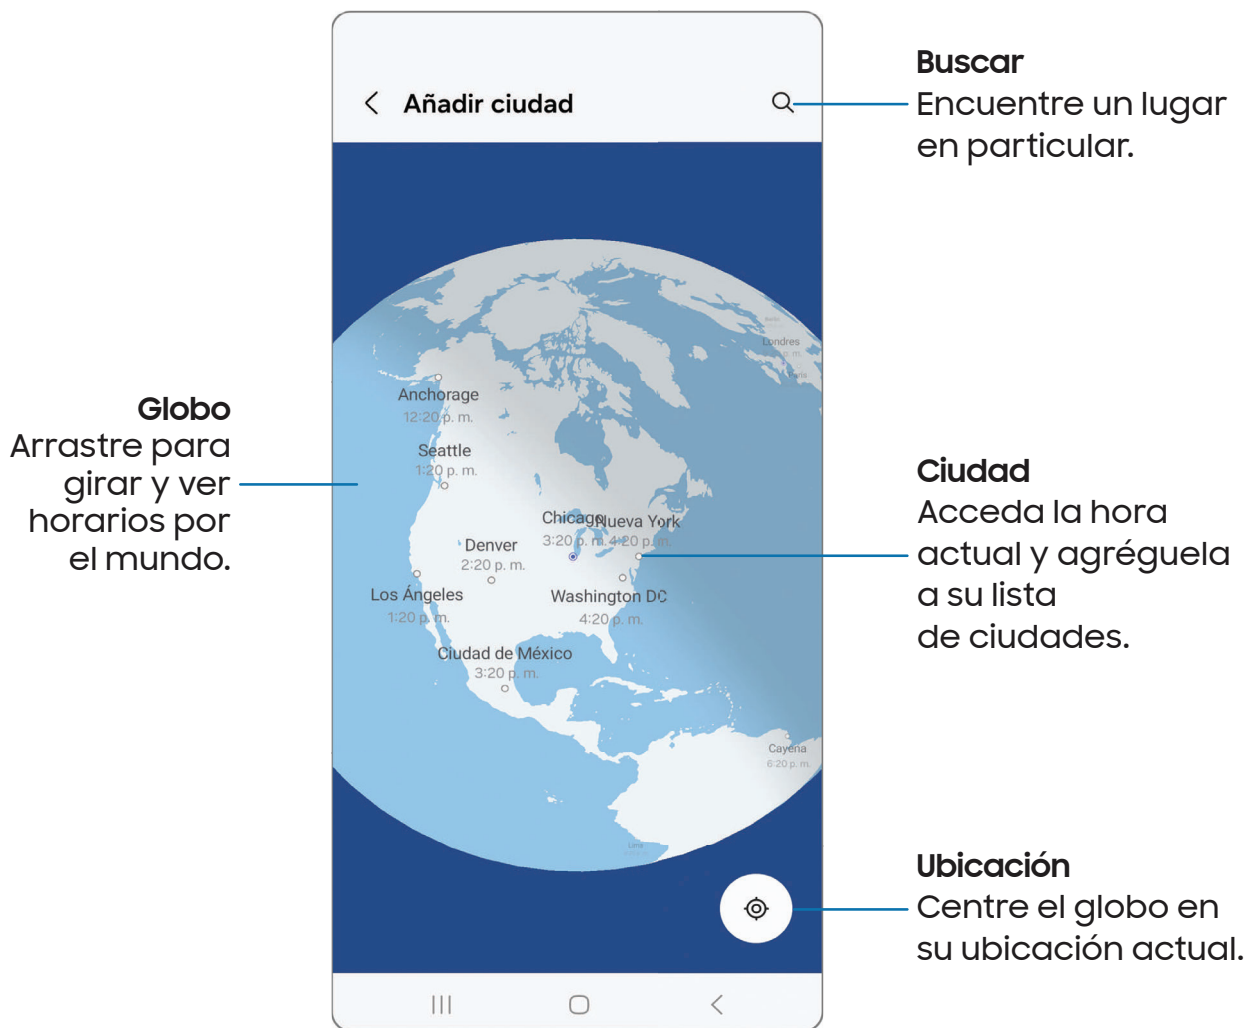 Añadir ciudad
Buscar
Encuentre un lugar
en particular.
Globo
Arrastre para
girar y ver
horarios por
el mundo.
Londres
Anchorage
12:20 p. m.
Seattle
1:20 p. m.
Chicago
3:20 p. m.
Nueva York
4:20 p. m.
Denver
2:20 p. m.
Los Ángeles
1:20 p. m.
Washington DC
4:20 p. m.
Ciudad de México
3:20 p. m.
Cayena
6:20 p. m.
Lima
Ciudad
Acceda la hora
actual y agréguela
a su lista
de ciudades.
Ubicación
Centre el globo en
su ubicación actual.